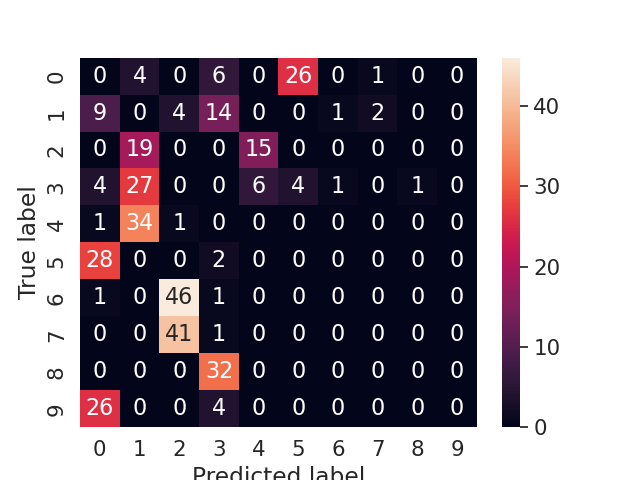 0 0 4 0 6 0 26 0 1 0 0
1 9 0 4 14 0 0 1 2 0 0
2 0 19 0 0 15 0 0 0 0 0
3 4 27 0 0 6 4 1 0 1 0
4 1 34 1 0 0 0 0 0 0 0
5 28 0 0 2 0 0 0 0 0 0
6 1 0 46 1 0 0 0 0 0 0
7 0 0 41 1 0 0 0 0 0 0
8 0 0 0 32 0 0 0 0 0 0
9 26 0 0 4 0 0 0 0 0 0
0 1 2 3 4 5 6 7 8 9
Predicted label
True label
40
30
20
10
0